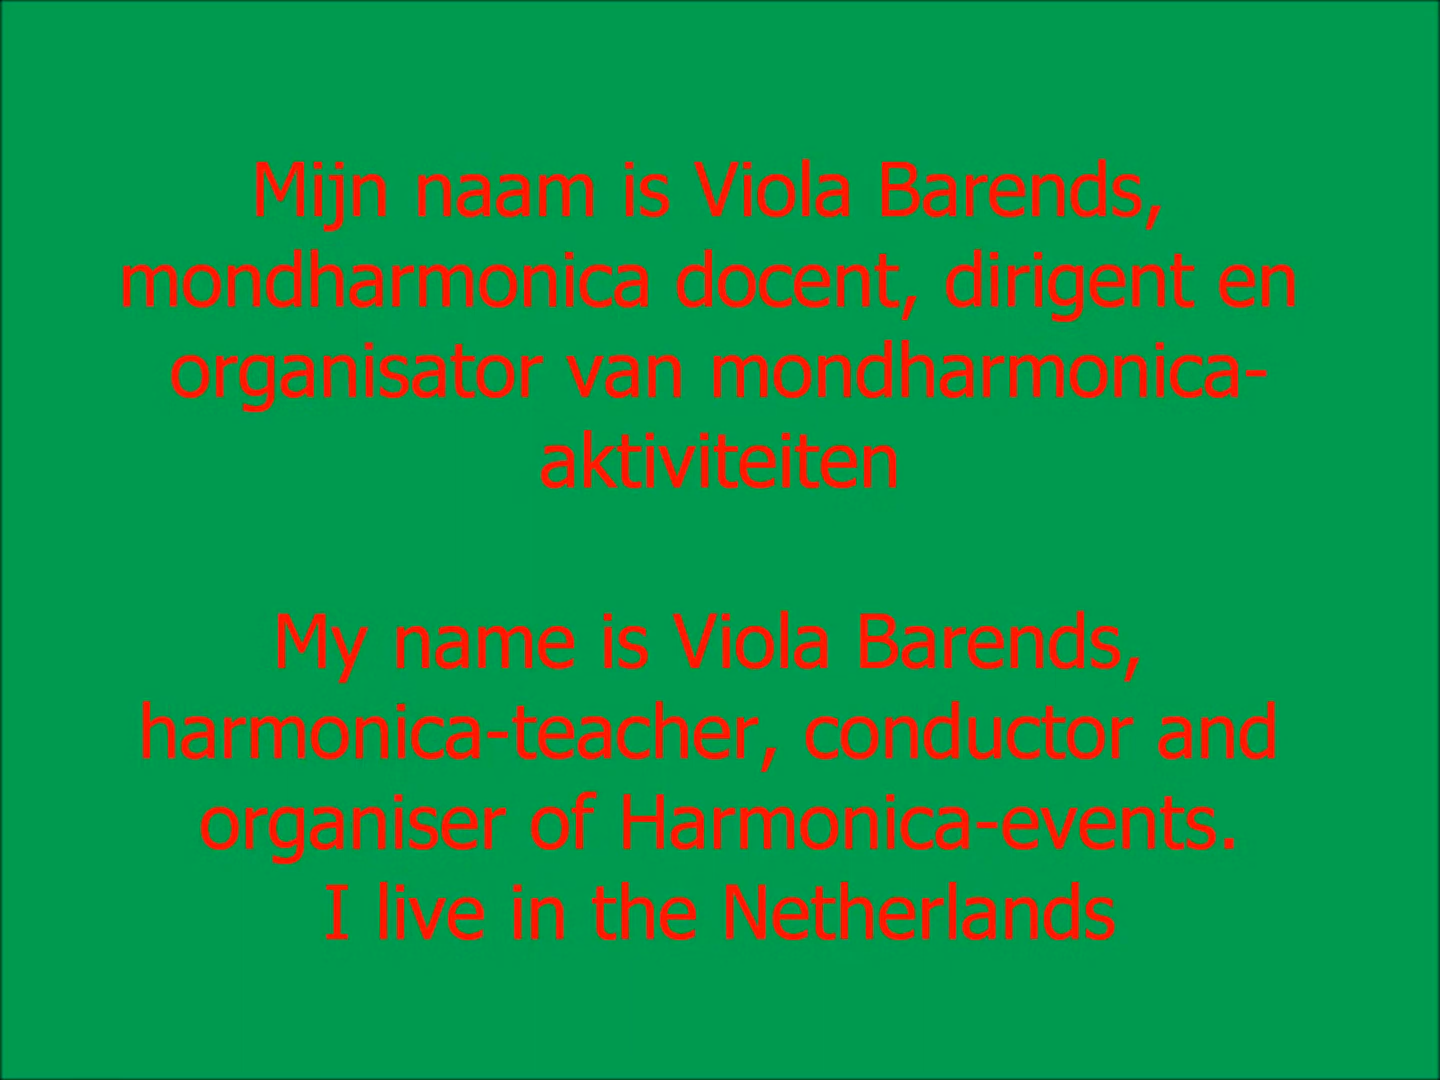 Mijn naam is Viola Barends,
mondharmonica docent, dirigent en
organisator van mondharmonica-
aktiviteiten
My name is Viola Barends,
harmonica-teacher, conductor and
organiser of Harmonica-events.
I live in the Netherlands